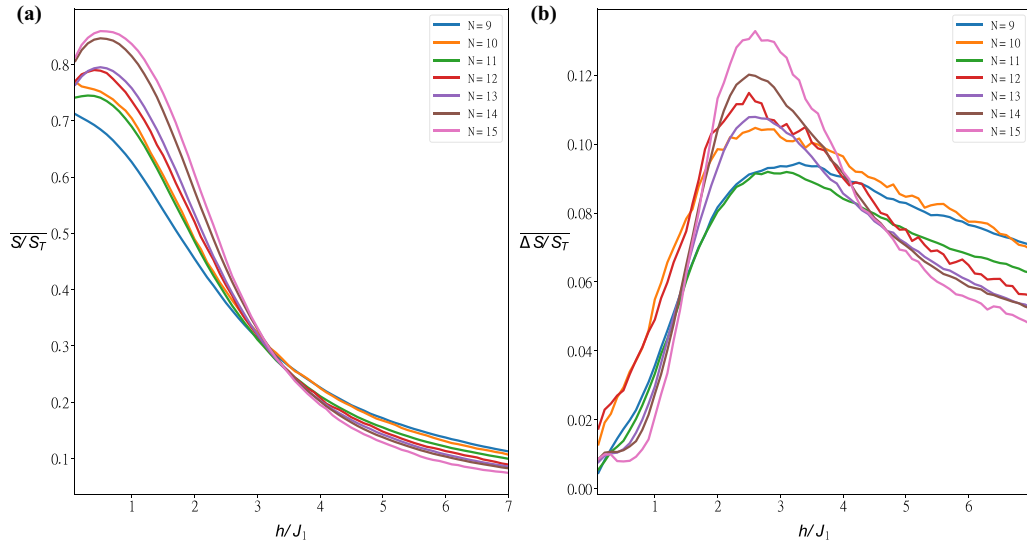 (a)
N = 9
N = 10
N = 11
N = 12
N = 13
N = 14
N = 15
0.8
0.7
0.6
0.5
0.4
0.3
0.2
0.1
S/S_T
1 2 3 4 5 6 7
h/J_1
(b)
N = 9
N = 10
N = 11
N = 12
N = 13
N = 14
N = 15
0.12
0.10
0.08
0.06
0.04
0.02
0.00
Δ S/S_T
1 2 3 4 5 6
h/J_1